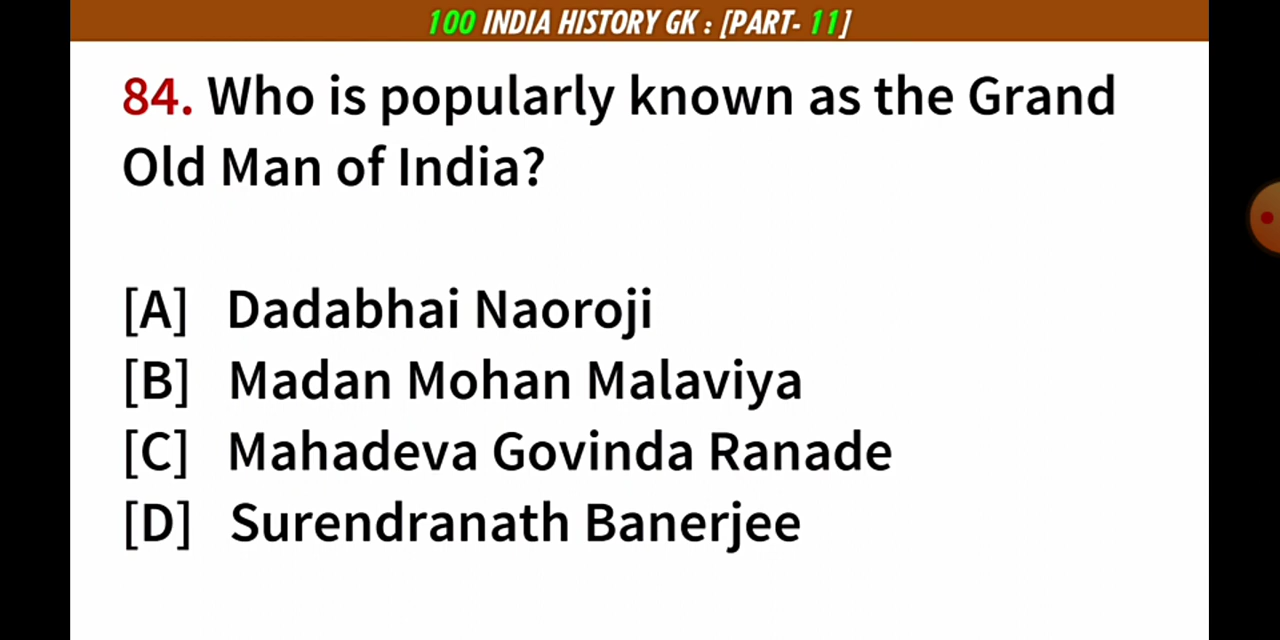 100 INDIA HISTORY GK : [PART- 11]
84. Who is popularly known as the Grand
Old Man of India?
[A] Dadabhai Naoroji
[B] Madan Mohan Malaviya
[C] Mahadeva Govinda Ranade
[D] Surendranath Banerjee